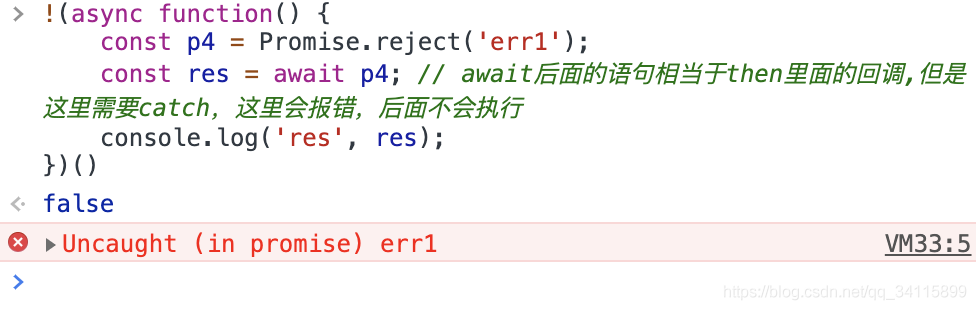 > !(async function() {
const p4 = Promise.reject('err1');
const res = await p4; // await后面的语句相当于then里面的回调,但是
这里需要catch，这里会报错，后面不会执行
console.log('res', res);
})()
<· false
Uncaught (in promise) err1 VM33:5
>
https://blog.csdn.net/qq_34115899